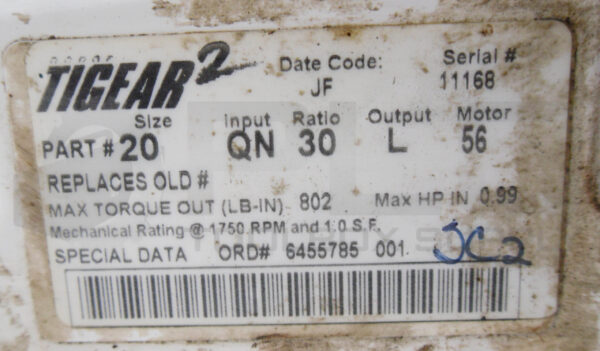 TIGEAR 2
Date Code: Serial #
JF 11168
Size Input Ratio Output Motor
PART # 20 QN 30 L 56
REPLACES OLD #
MAX TORQUE OUT (LB-IN) 802 Max HP IN 0.99
Mechanical Rating @ 1750 RPM and 1.0 S.F.
SPECIAL DATA ORD# 6455785 001 JC2